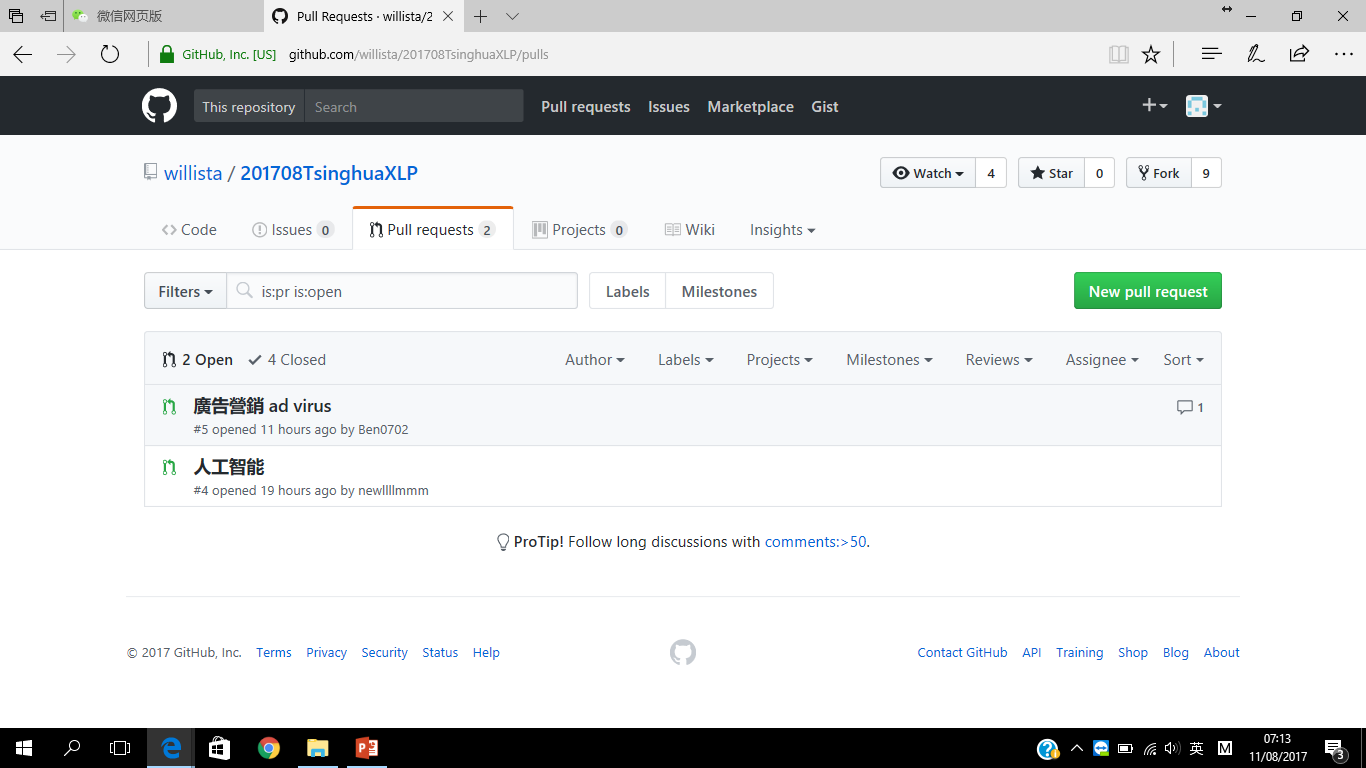 微信网页版
Pull Requests · willista/2
GitHub, Inc. [US] github.com/willista/201708TsinghuaXLP/pulls
This repository Search Pull requests Issues Marketplace Gist
willista / 201708TsinghuaXLP Watch 4 Star 0 Fork 9
Code Issues 0 Pull requests 2 Projects 0 Wiki Insights
Filters is:pr is:open Labels Milestones New pull request
2 Open 4 Closed Author Labels Projects Milestones Reviews Assignee Sort
廣告營銷 ad virus 1
#5 opened 11 hours ago by Ben0702
人工智能
#4 opened 19 hours ago by newllllmmm
ProTip! Follow long discussions with comments:>50.
© 2017 GitHub, Inc. Terms Privacy Security Status Help Contact GitHub API Training Shop Blog About
英 M 07:13
11/08/2017 3